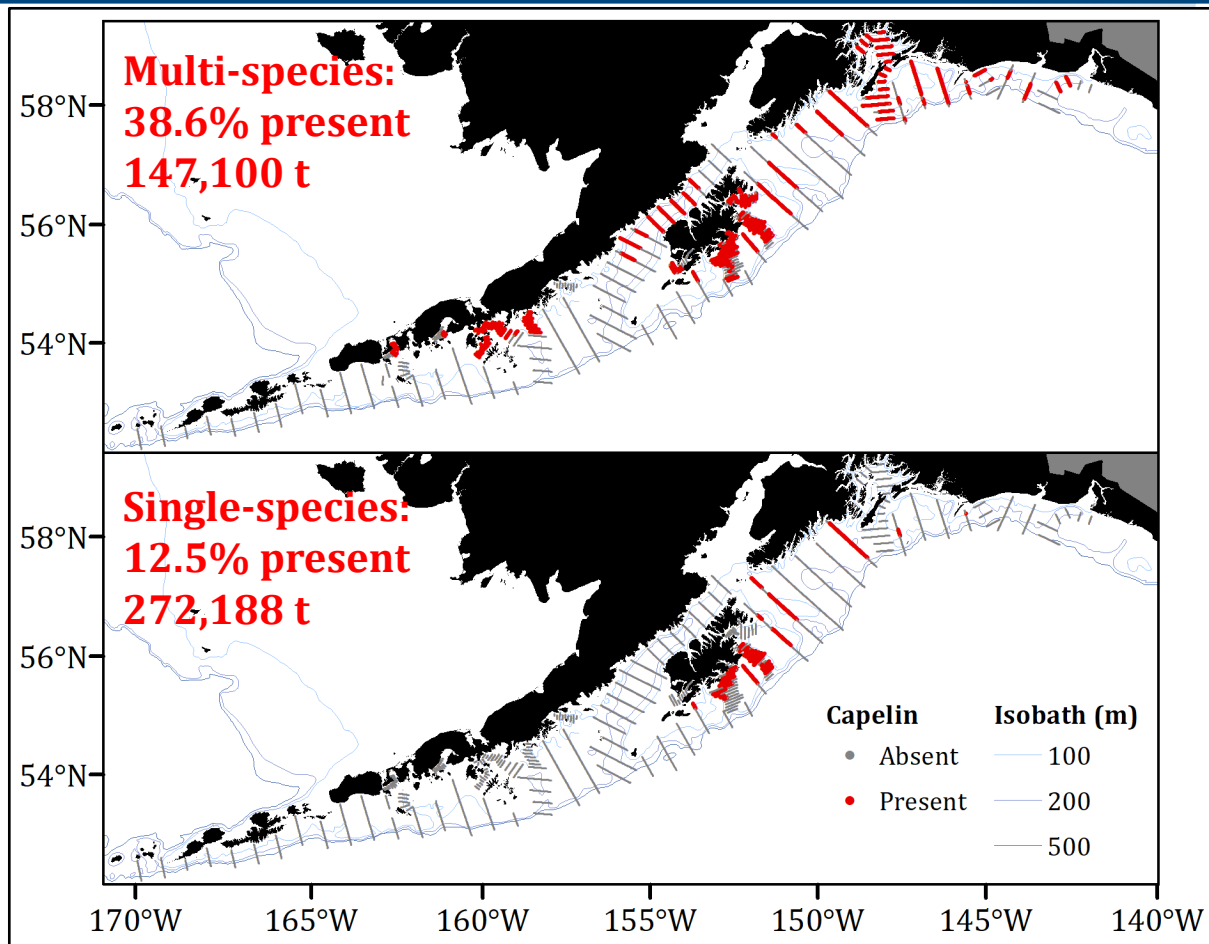 Multi-species:
38.6% present
147,100 t
58°N
56°N
54°N
Single-species:
12.5% present
272,188 t
58°N
56°N
54°N
Capelin
Absent
Present
Isobath (m)
100
200
500
170°W
165°W
160°W
155°W
150°W
145°W
140°W